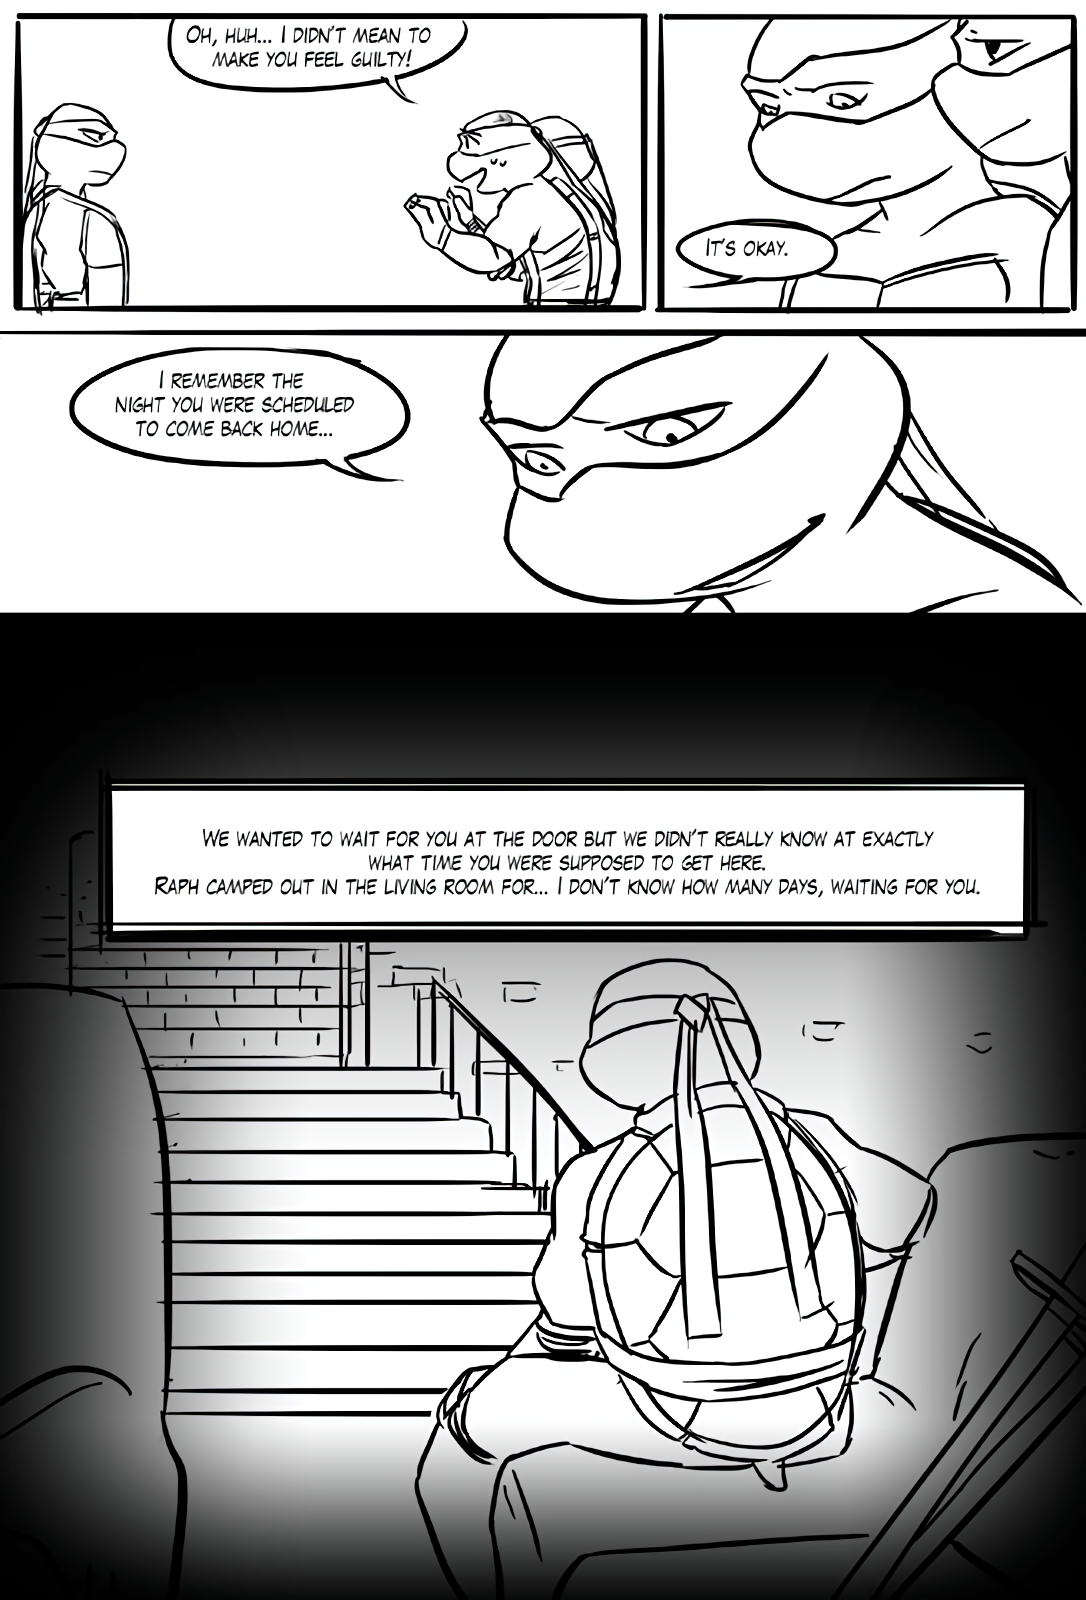 Oh, huh... I didn't mean to
make you feel guilty!
It's okay.
I remember the
night you were scheduled
to come back home...
We wanted to wait for you at the door but we didn't really know at exactly
what time you were supposed to get here.
Raph camped out in the living room for... I don't know how many days, waiting for you.